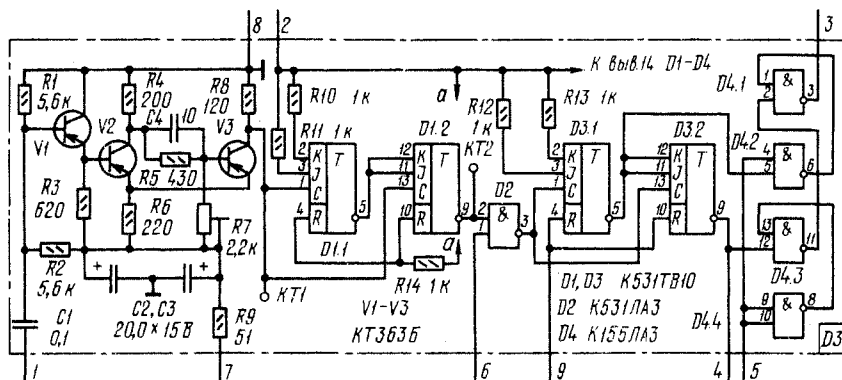 8 2 3
R1
5,6к
R4
200
C4
10
R8
120
V1
V2
V3
R3
620
R5 430
R6
220
R7
2,2к
R2
5,6к
C1
0,1
C2,C3
20,0×15В
R9
51
КТ1
R10 1к
R11 1к
К выв.14 D1-D4
а
R12
1к
R13 1к
D1.2
D3.1
D3.2
D4.1
КТ2
2 К
3 J
1 С
4 R
Т
5
D1.1
12 К
11 J
13 С
10 R
Т
9
а
R14 1к
D2
2
1
&
3
2 К
3 J
1 С
4 R
Т
5
12 К
11 J
13 С
10 R
Т
9
1
2
&
3
D4.2
4
5
&
6
13
12
&
11
D4.3
9
10
&
8
D4.4
V1-V3
КТ363Б
D1, D3 К531ТВ10
D2 К531ЛА3
D4 К155ЛА3
D3
1 7 6 9 4 5